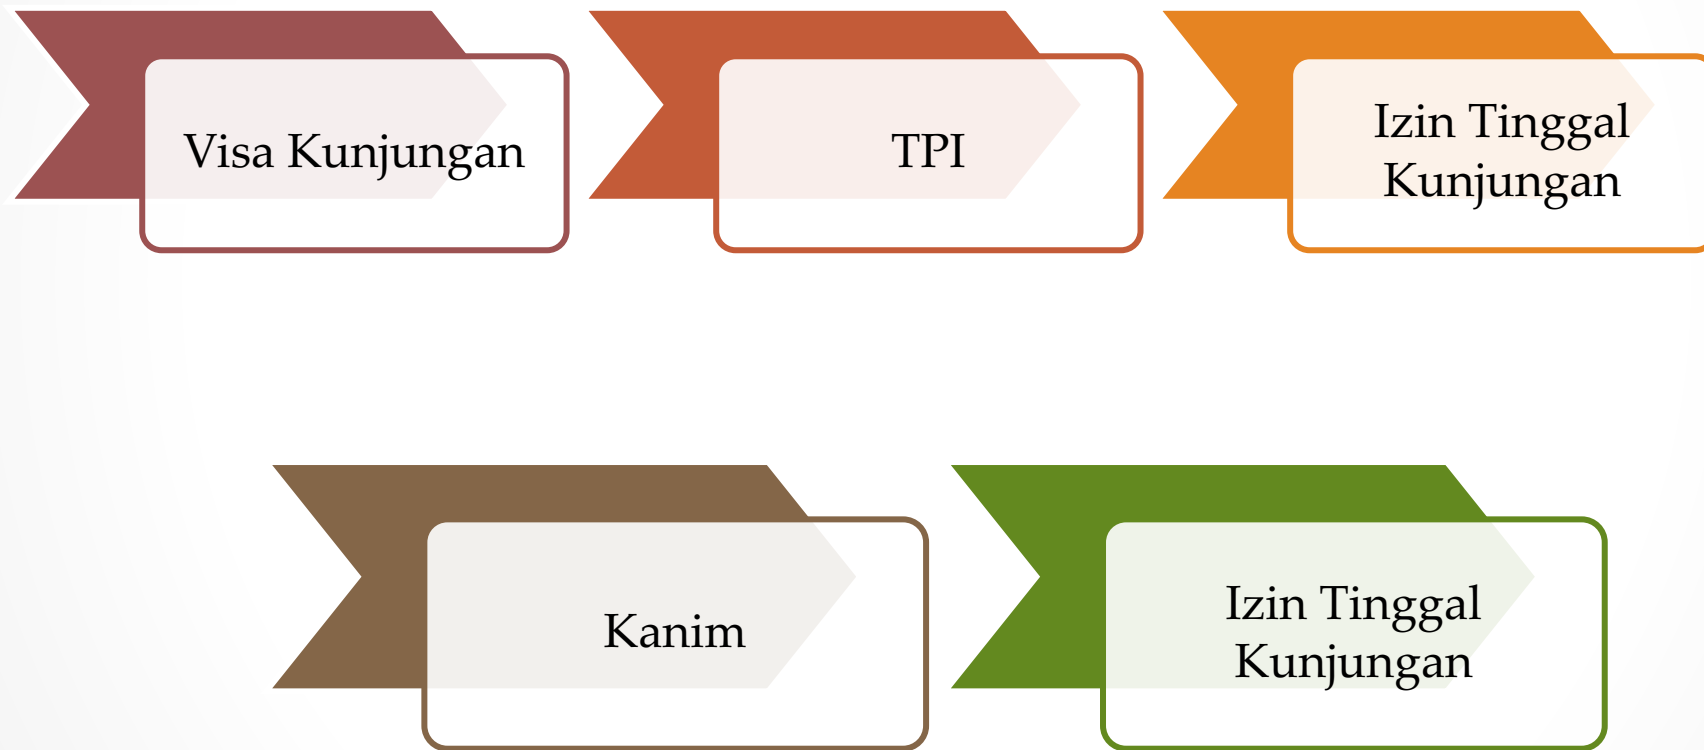 Visa Kunjungan
TPI
Izin Tinggal
Kunjungan
Kanim
Izin Tinggal
Kunjungan